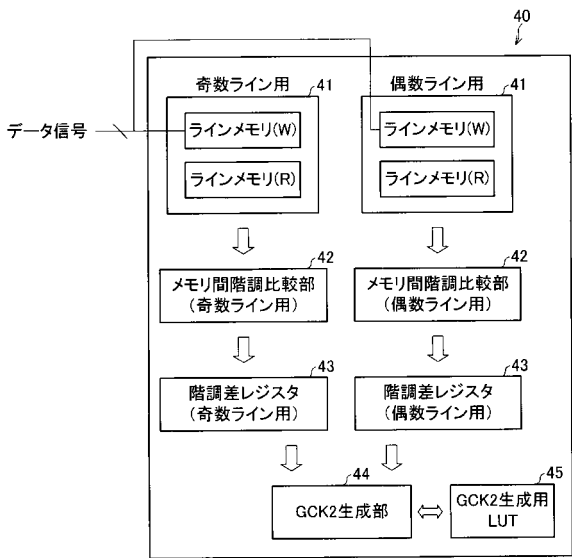 40
奇数ライン用
41
偶数ライン用
41
データ信号
ラインメモリ(W)
ラインメモリ(W)
ラインメモリ(R)
ラインメモリ(R)
42
メモリ間階調比較部
(奇数ライン用)
42
メモリ間階調比較部
(偶数ライン用)
43
階調差レジスタ
(奇数ライン用)
43
階調差レジスタ
(偶数ライン用)
44
GCK2生成部
45
GCK2生成用
LUT